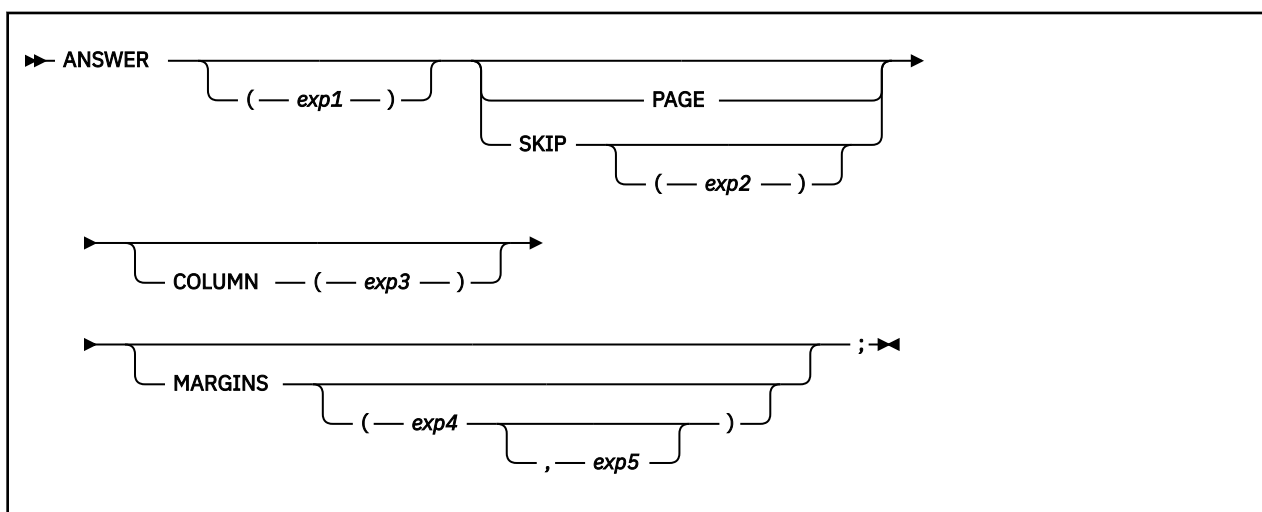 ANSWER
( exp1 )
PAGE
SKIP
( exp2 )
COLUMN ( exp3 )
;
MARGINS
( exp4 )
, exp5